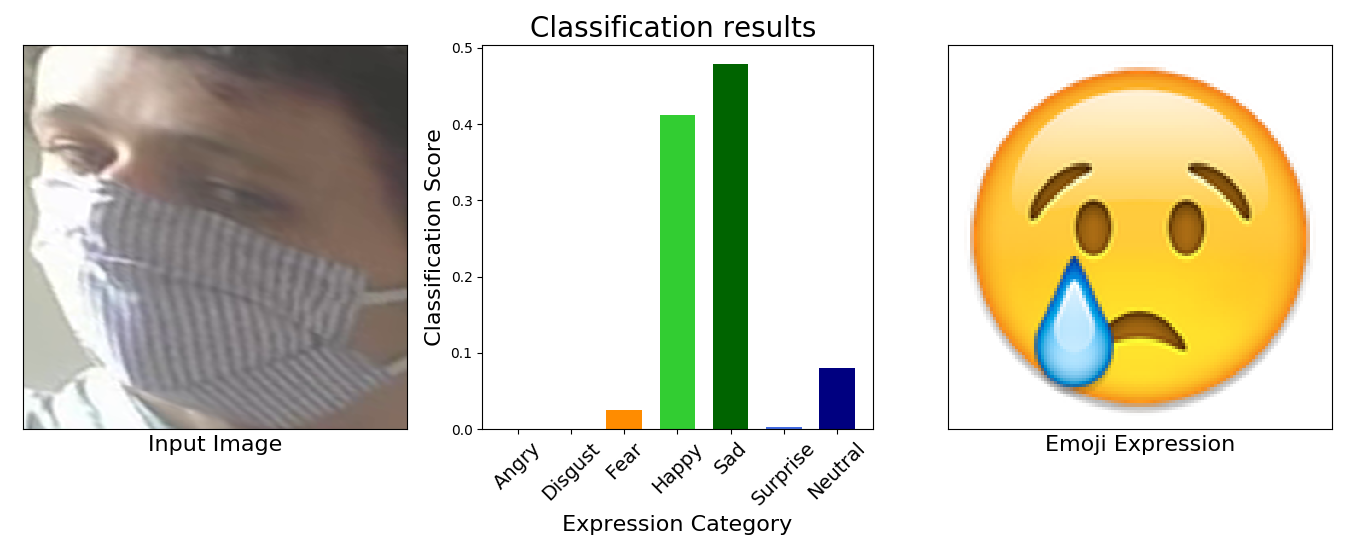 Classification results
Classification Score
0.5
0.4
0.3
0.2
0.1
0.0
Angry
Disgust
Fear
Happy
Sad
Surprise
Neutral
Expression Category
Input Image
Emoji Expression